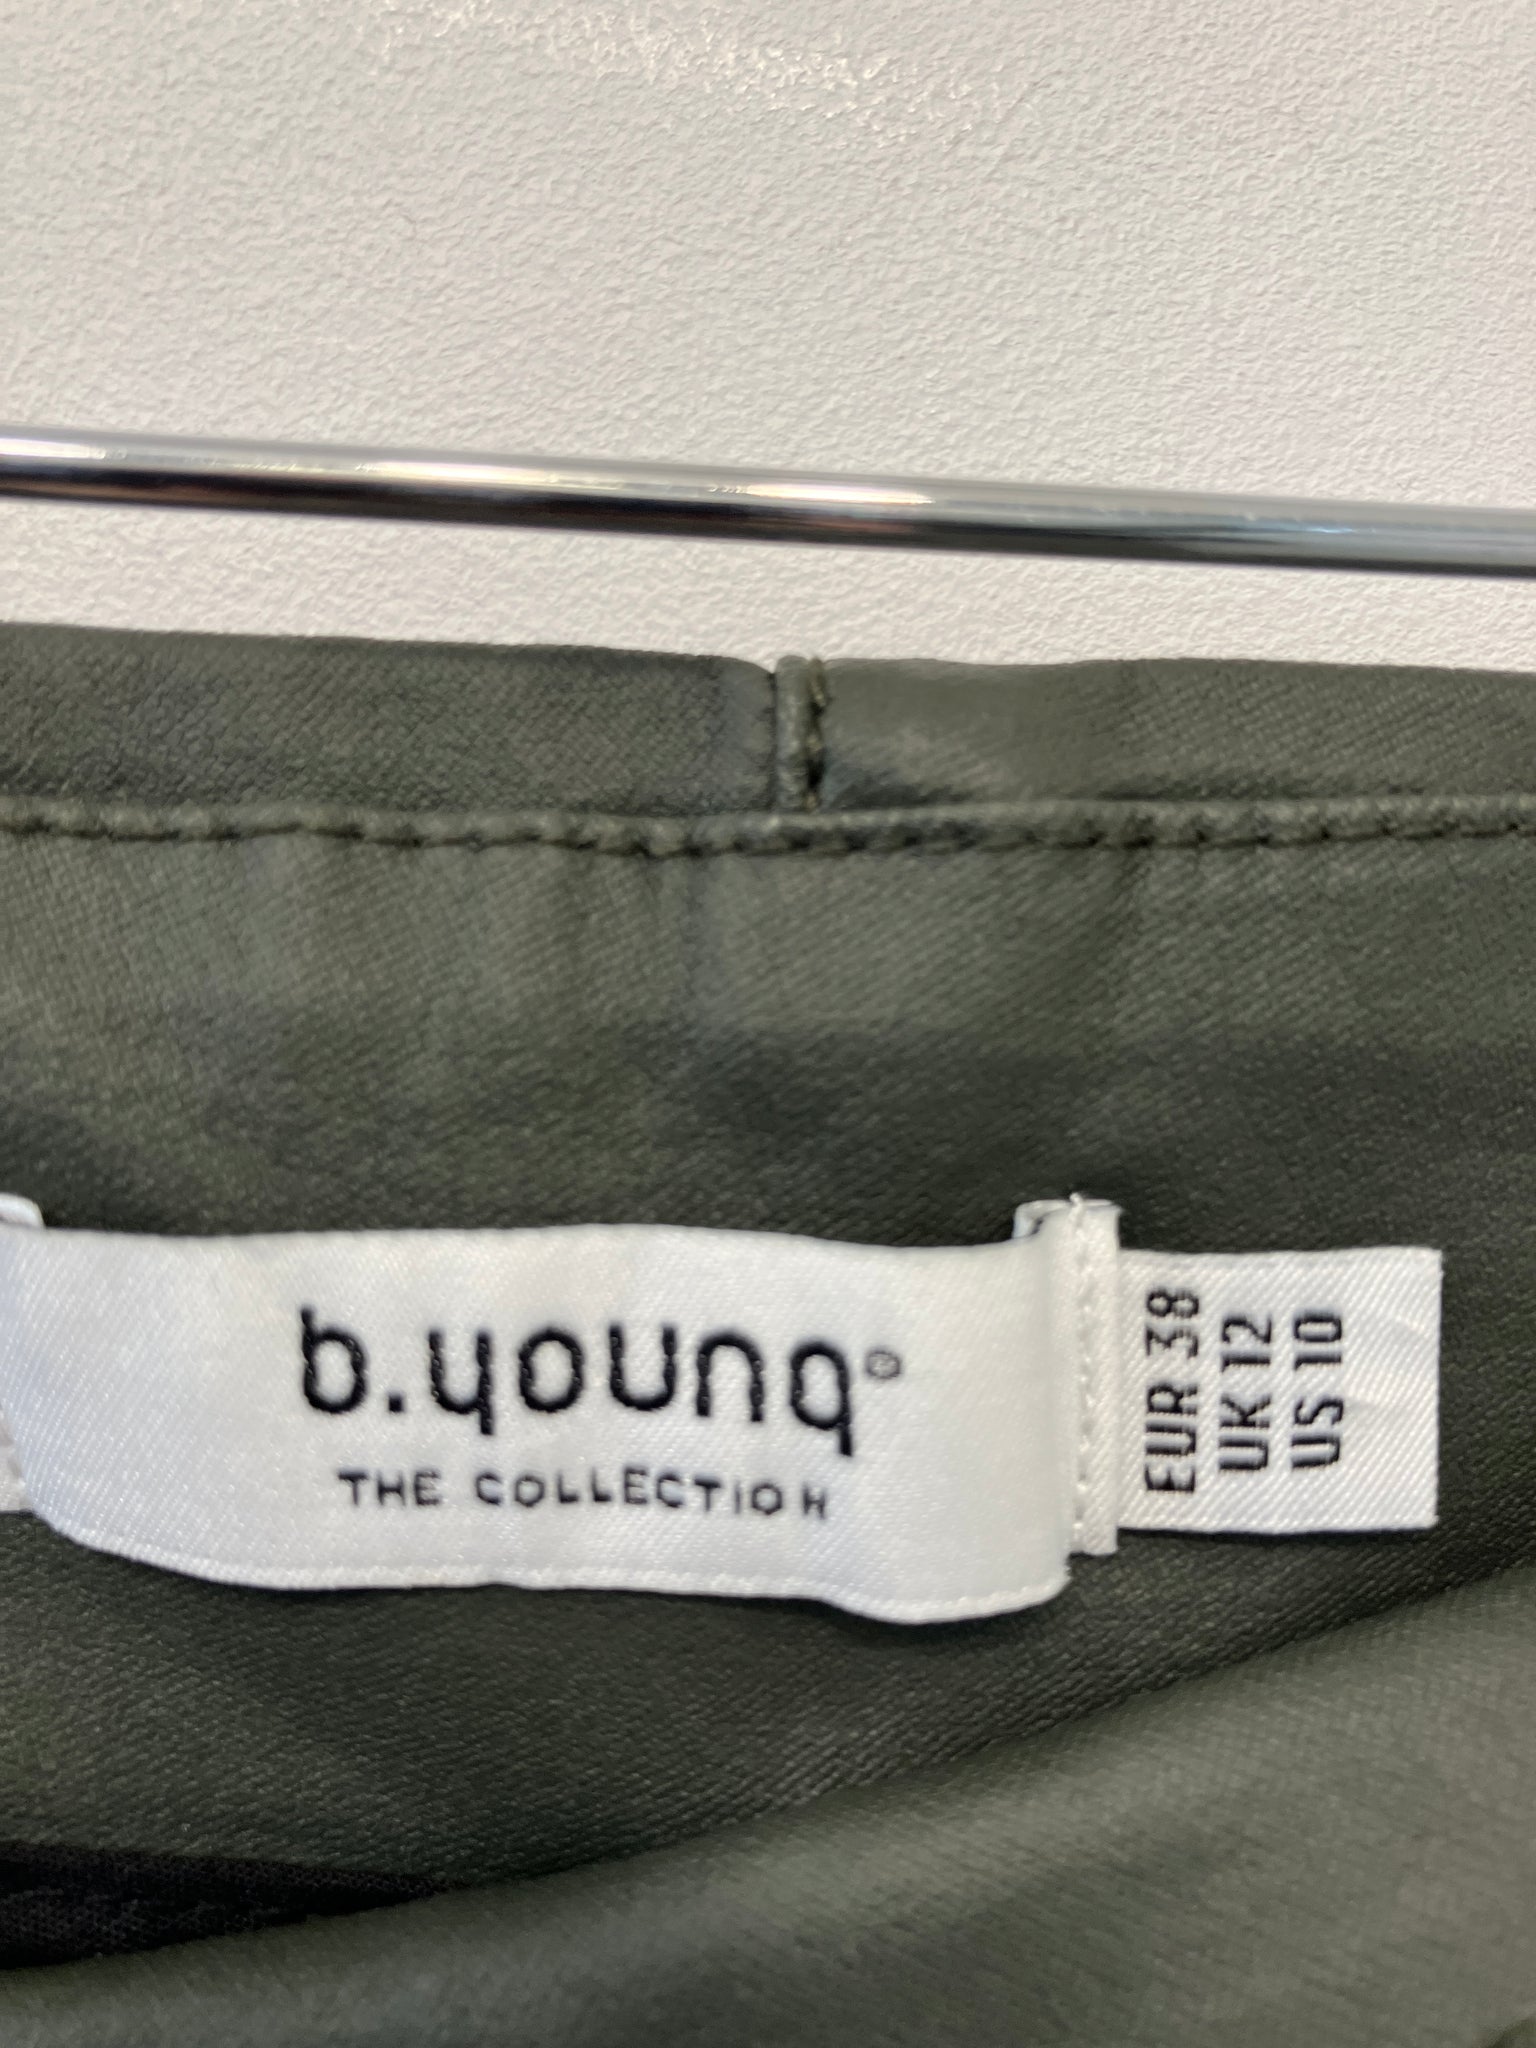 b.young®
THE COLLECTION
EUR 38
UK 12
US 10